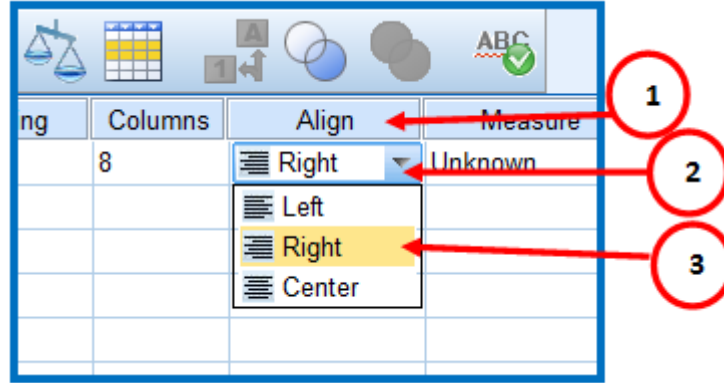 1 A
ABC
ng Columns Align Measure
1
8 Right Unknown
2
Left
Right
3
Center